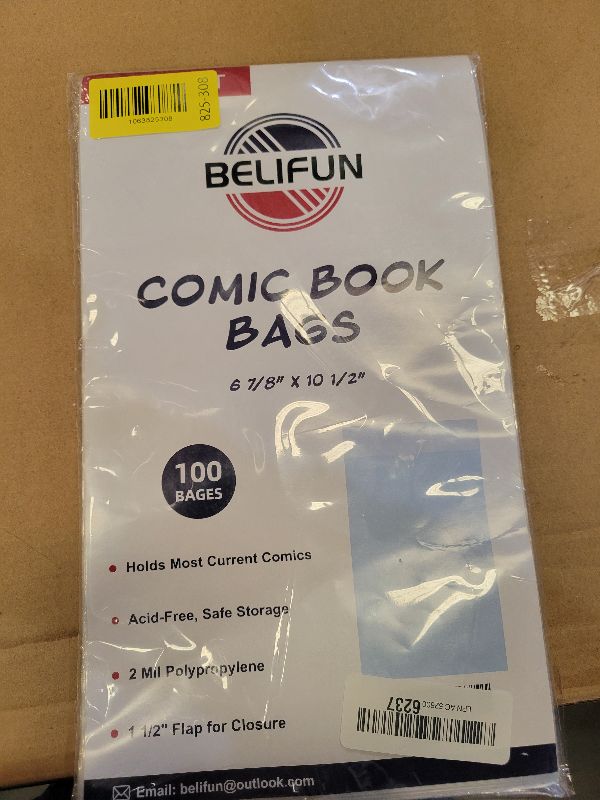 T
1063825308
825-308
BELIFUN
COMIC BOOK
BAGS
6 7/8" X 10 1/2"
100
BAGES
Holds Most Current Comics
Acid-Free, Safe Storage
2 Mil Polypropylene
1 1/2" Flap for Closure
6237
Email: belifun@outlook.com